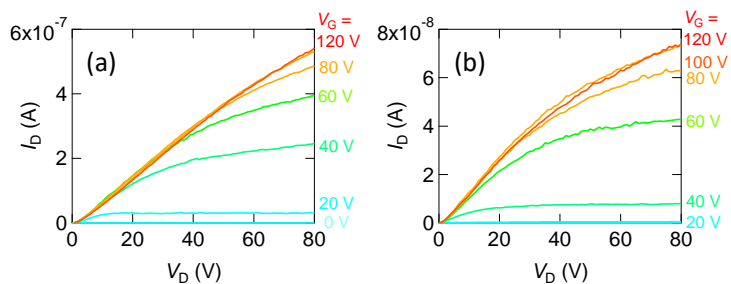 6x10⁻⁷
4
2
0
I_D (A)
(a)
V_G =
120 V
80 V
60 V
40 V
20 V
0 V
0 20 40 60 80
V_D (V)
8x10⁻⁸
6
4
2
0
I_D (A)
(b)
V_G =
120 V
100 V
80 V
60 V
40 V
20 V
0 20 40 60 80
V_D (V)